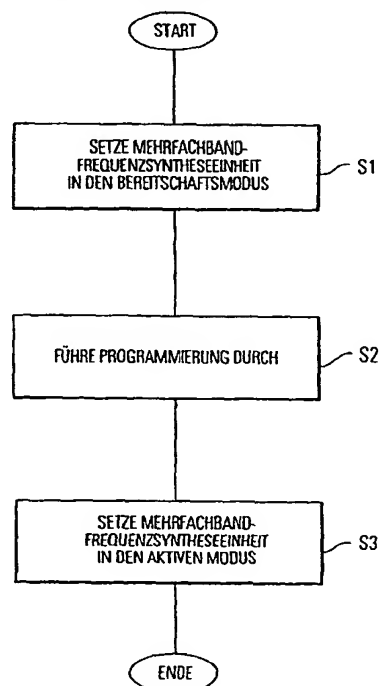 START
SETZE MEHRFACHBAND-
FREQUENZSYNTHESEEINHEIT
IN DEN BEREITSCHAFTSMODUS
S1
FÜHRE PROGRAMMIERUNG DURCH
S2
SETZE MEHRFACHBAND-
FREQUENZSYNTHESEEINHEIT
IN DEN AKTIVEN MODUS
S3
ENDE